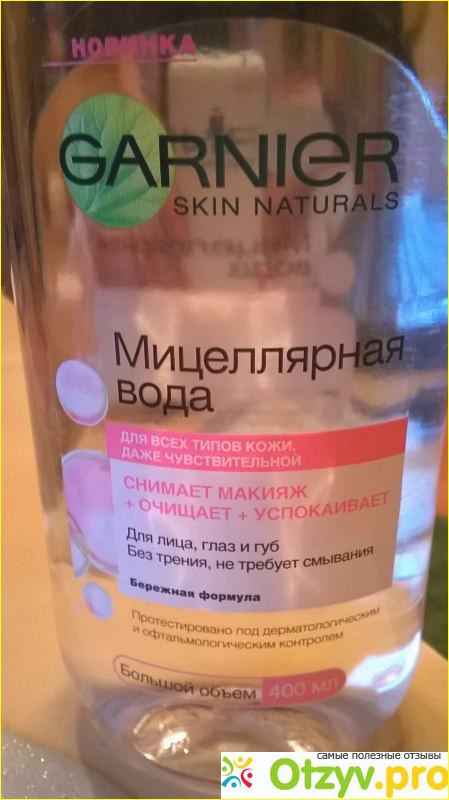 НОВИНКА
GARNIER
SKIN NATURALS
Мицеллярная
вода
ДЛЯ ВСЕХ ТИПОВ КОЖИ,
ДАЖЕ ЧУВСТВИТЕЛЬНОЙ
СНИМАЕТ МАКИЯЖ
+ ОЧИЩАЕТ + УСПОКАИВАЕТ
Для лица, глаз и губ
Без трения, не требует смывания
Бережная формула
Протестировано под дерматологическим
и офтальмологическим контролем
Большой объем 400 мл
самые полезные отзывы
Otzyv.pro